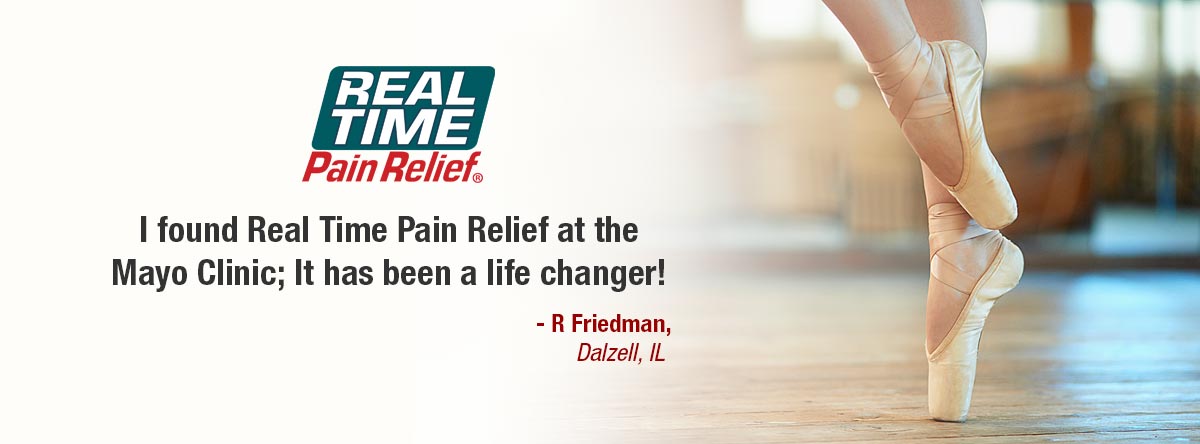 REAL
TIME
Pain Relief®
I found Real Time Pain Relief at the
Mayo Clinic; It has been a life changer!
- R Friedman,
Dalzell, IL